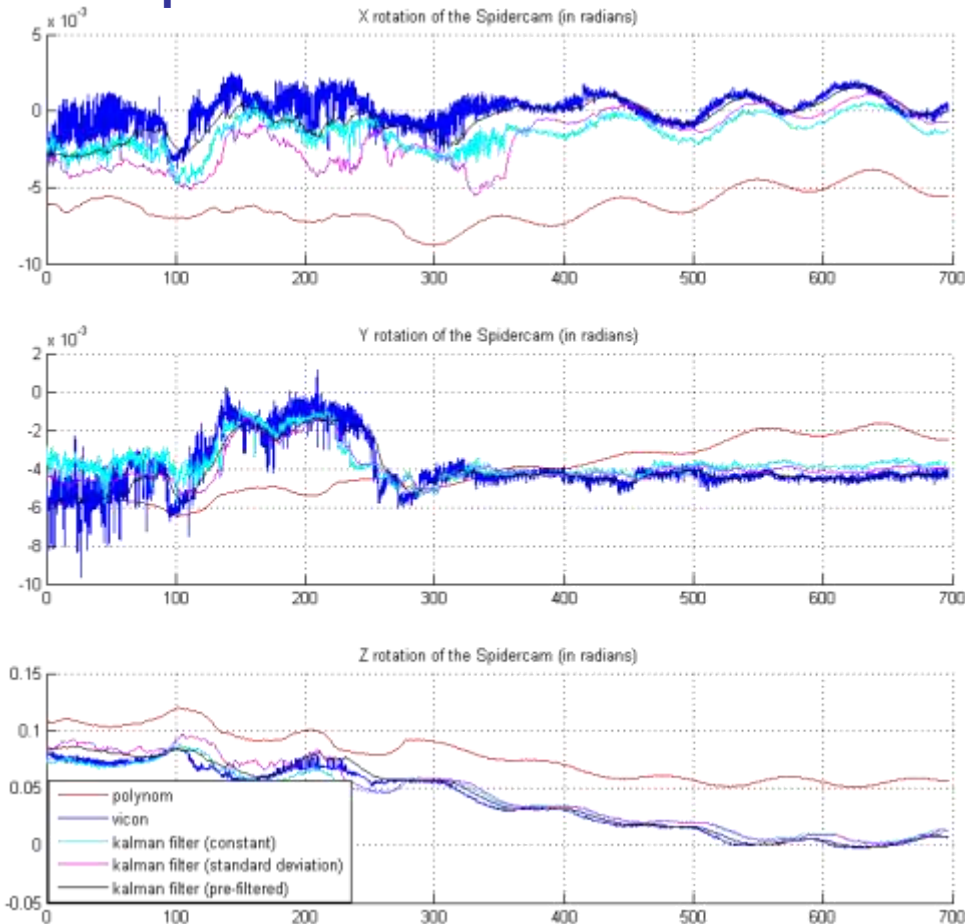 X rotation of the Spidercam (in radians)
x 10-3
5
0
-5
-10
0 100 200 300 400 500 600 700
Y rotation of the Spidercam (in radians)
x 10-3
2
0
-2
-4
-6
-8
-10
0 100 200 300 400 500 600 700
Z rotation of the Spidercam (in radians)
0.15
0.1
0.05
0
-0.05
polynom
vicon
kalman filter (constant)
kalman filter (standard deviation)
kalman filter (pre-filtered)
0 100 200 300 400 500 600 700